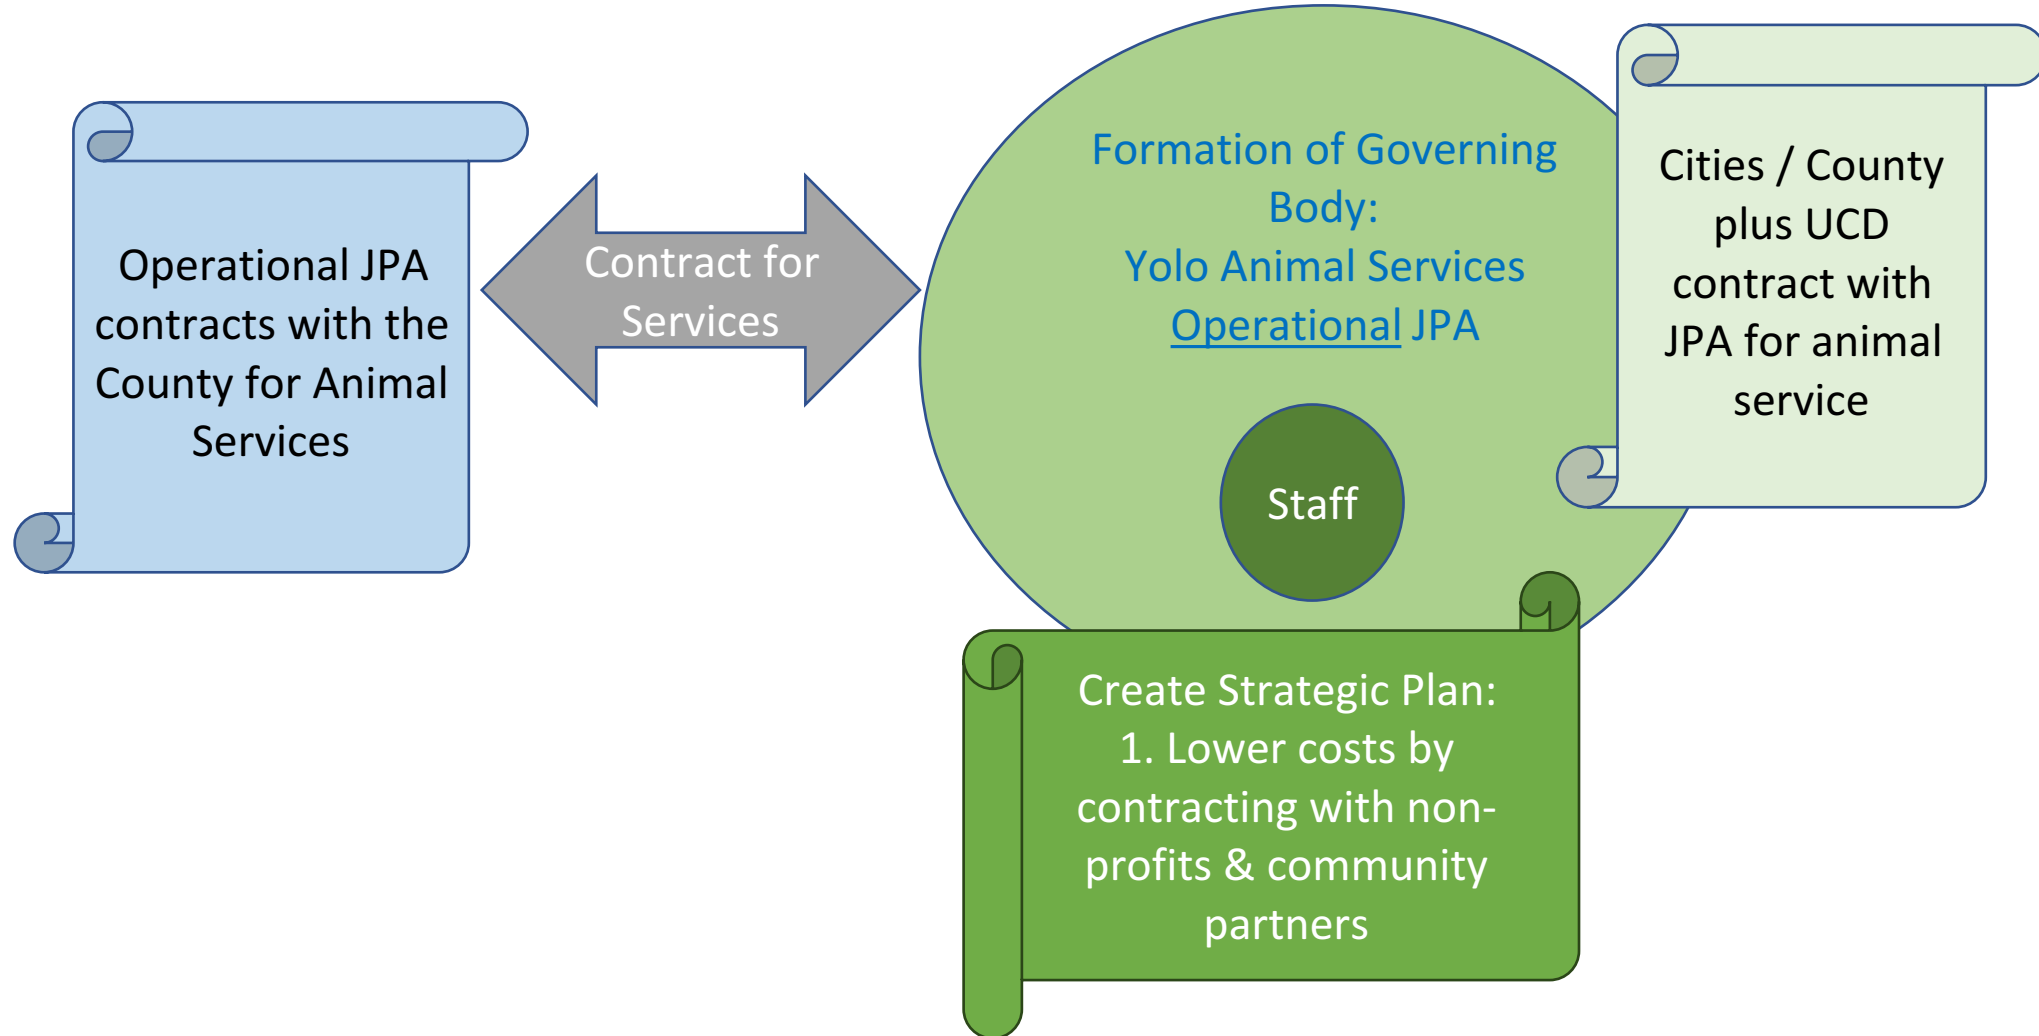 Operational JPA
contracts with the
County for Animal
Services
Contract for
Services
Formation of Governing
Body:
Yolo Animal Services
Operational JPA
Staff
Cities / County
plus UCD
contract with
JPA for animal
service
Create Strategic Plan:
1. Lower costs by
contracting with non-
profits & community
partners